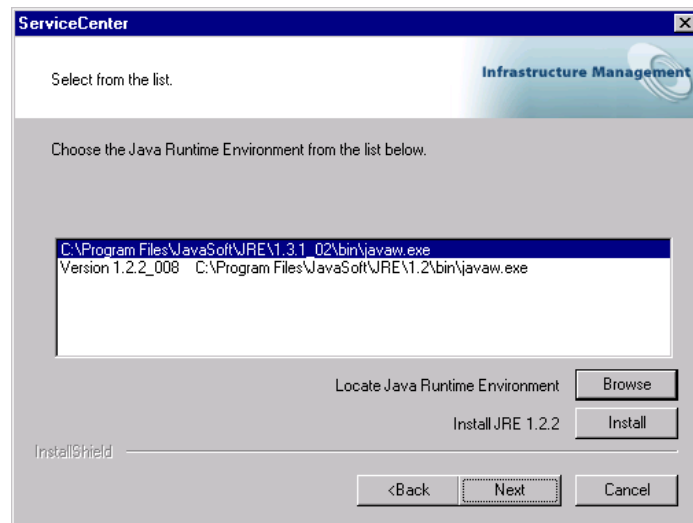 ServiceCenter
Select from the list.
Infrastructure Management
Choose the Java Runtime Environment from the list below.
C:\Program Files\JavaSoft\JRE\1.3.1_02\bin\javaw.exe
Version 1.2.2_008 C:\Program Files\JavaSoft\JRE\1.2\bin\javaw.exe
Locate Java Runtime Environment Browse
Install JRE 1.2.2 Install
InstallShield
<Back Next Cancel